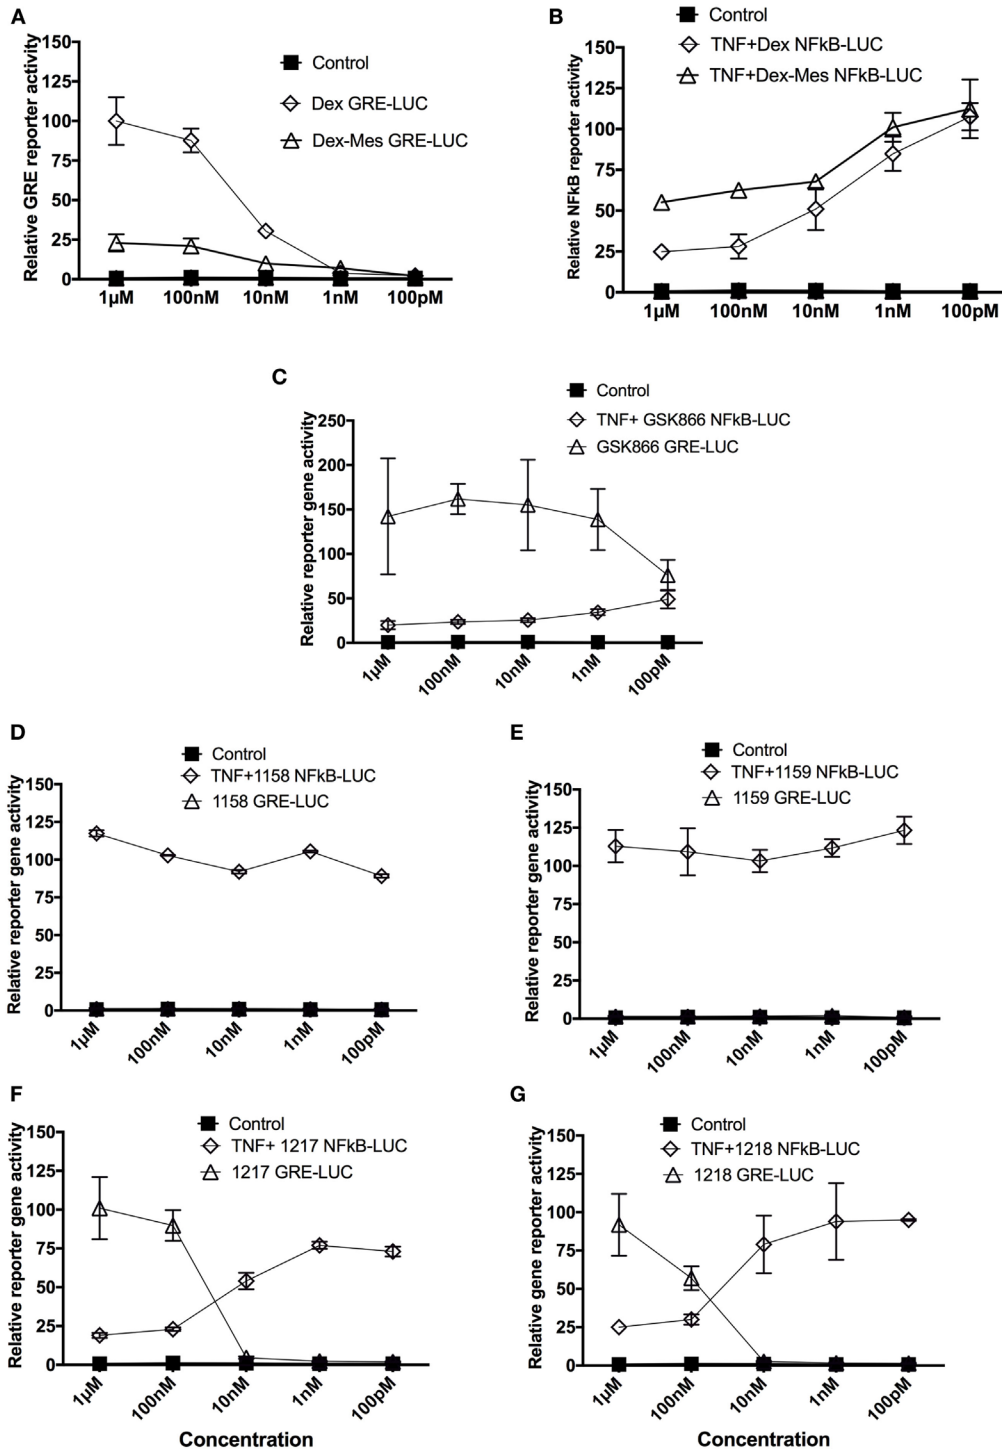 A
Control
Dex GRE-LUC
Dex-Mes GRE-LUC
Relative GRE reporter activity
150
125
100
75
50
25
0
1µM 100nM 10nM 1nM 100pM
B
Control
TNF+Dex NFkB-LUC
TNF+Dex-Mes NFkB-LUC
Relative NFkB reporter activity
150
125
100
75
50
25
0
1µM 100nM 10nM 1nM 100pM
C
Control
TNF+ GSK866 NFkB-LUC
GSK866 GRE-LUC
Relative reporter gene activity
250
200
150
100
50
0
1µM 100nM 10nM 1nM 100pM
D
Control
TNF+1158 NFkB-LUC
1158 GRE-LUC
Relative reporter gene activity
150
125
100
75
50
25
0
1µM 100nM 10nM 1nM 100pM
E
Control
TNF+1159 NFkB-LUC
1159 GRE-LUC
Relative reporter gene activity
150
125
100
75
50
25
0
1µM 100nM 10nM 1nM 100pM
F
Control
TNF+ 1217 NFkB-LUC
1217 GRE-LUC
Relative reporter gene activity
150
125
100
75
50
25
0
1µM 100nM 10nM 1nM 100pM
Concentration
G
Control
TNF+1218 NFkB-LUC
1218 GRE-LUC
Relative gene reporter activity
150
125
100
75
50
25
0
1µM 100nM 10nM 1nM 100pM
Concentration